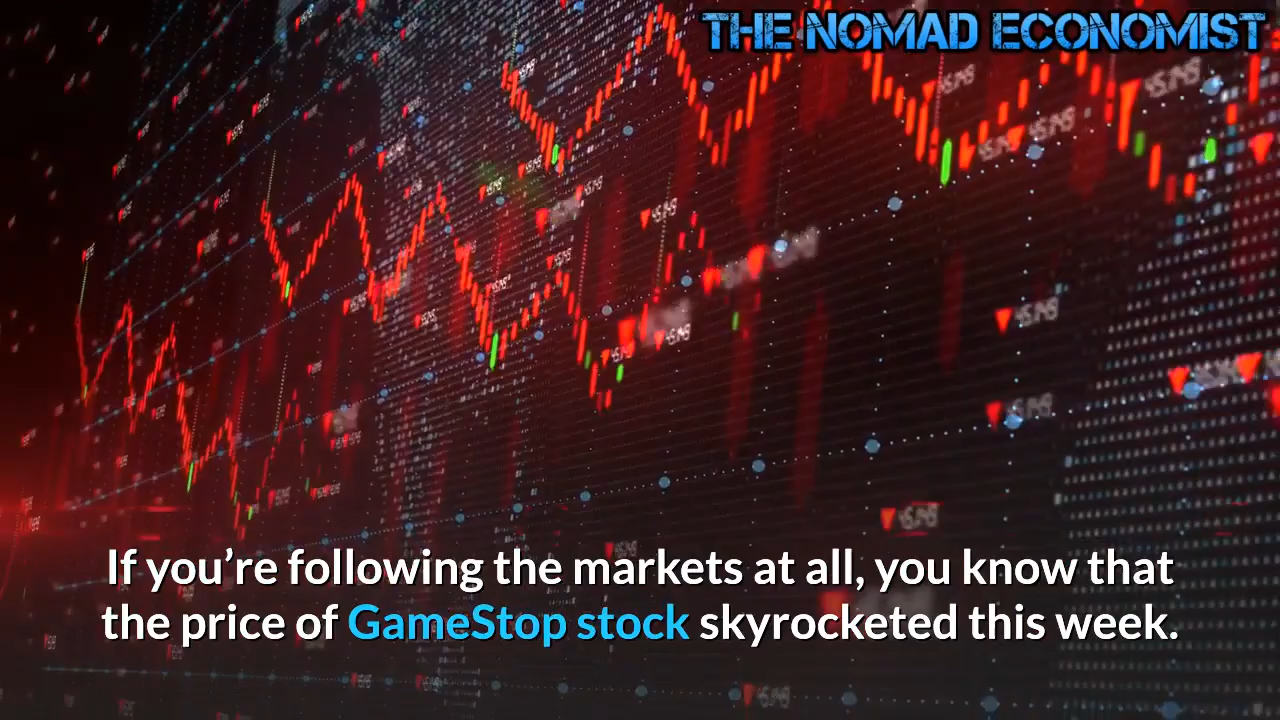 THE NOMAD ECONOMIST
If you’re following the markets at all, you know that
the price of GameStop stock skyrocketed this week.